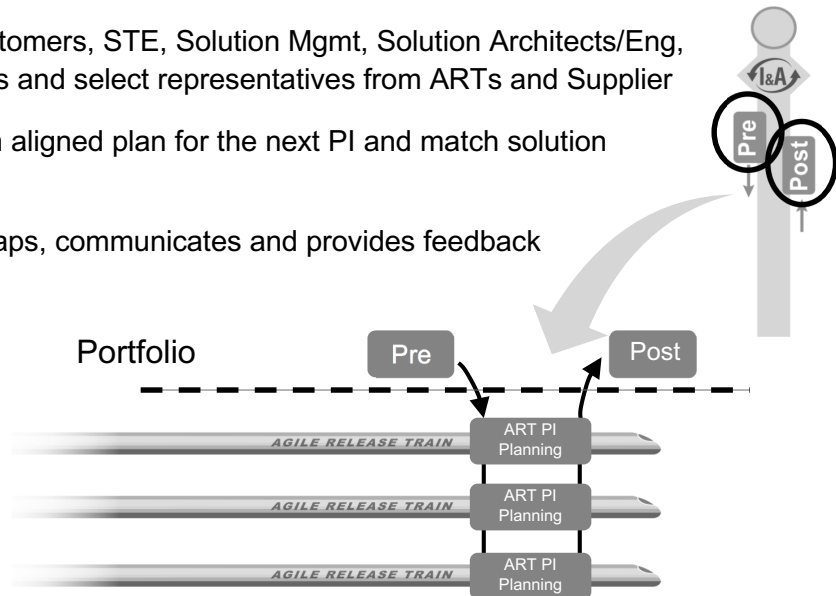 tomers, STE, Solution Mgmt, Solution Architects/Eng,
s and select representatives from ARTs and Supplier
aligned plan for the next PI and match solution
aps, communicates and provides feedback
I&A
Pre
Post
Portfolio
Pre
Post
AGILE RELEASE TRAIN
ART PI
Planning
AGILE RELEASE TRAIN
ART PI
Planning
AGILE RELEASE TRAIN
ART PI
Planning